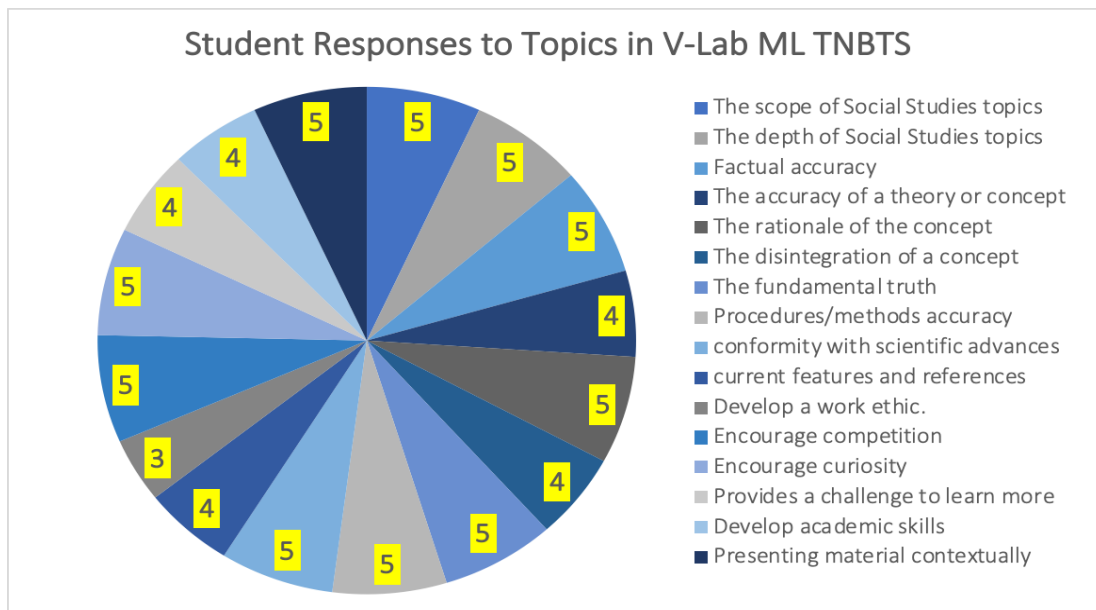 Student Responses to Topics in V-Lab ML TNBTS
5
5
5
4
5
4
5
5
5
4
3
5
5
4
4
5
The scope of Social Studies topics
The depth of Social Studies topics
Factual accuracy
The accuracy of a theory or concept
The rationale of the concept
The disintegration of a concept
The fundamental truth
Procedures/methods accuracy
conformity with scientific advances
current features and references
Develop a work ethic.
Encourage competition
Encourage curiosity
Provides a challenge to learn more
Develop academic skills
Presenting material contextually